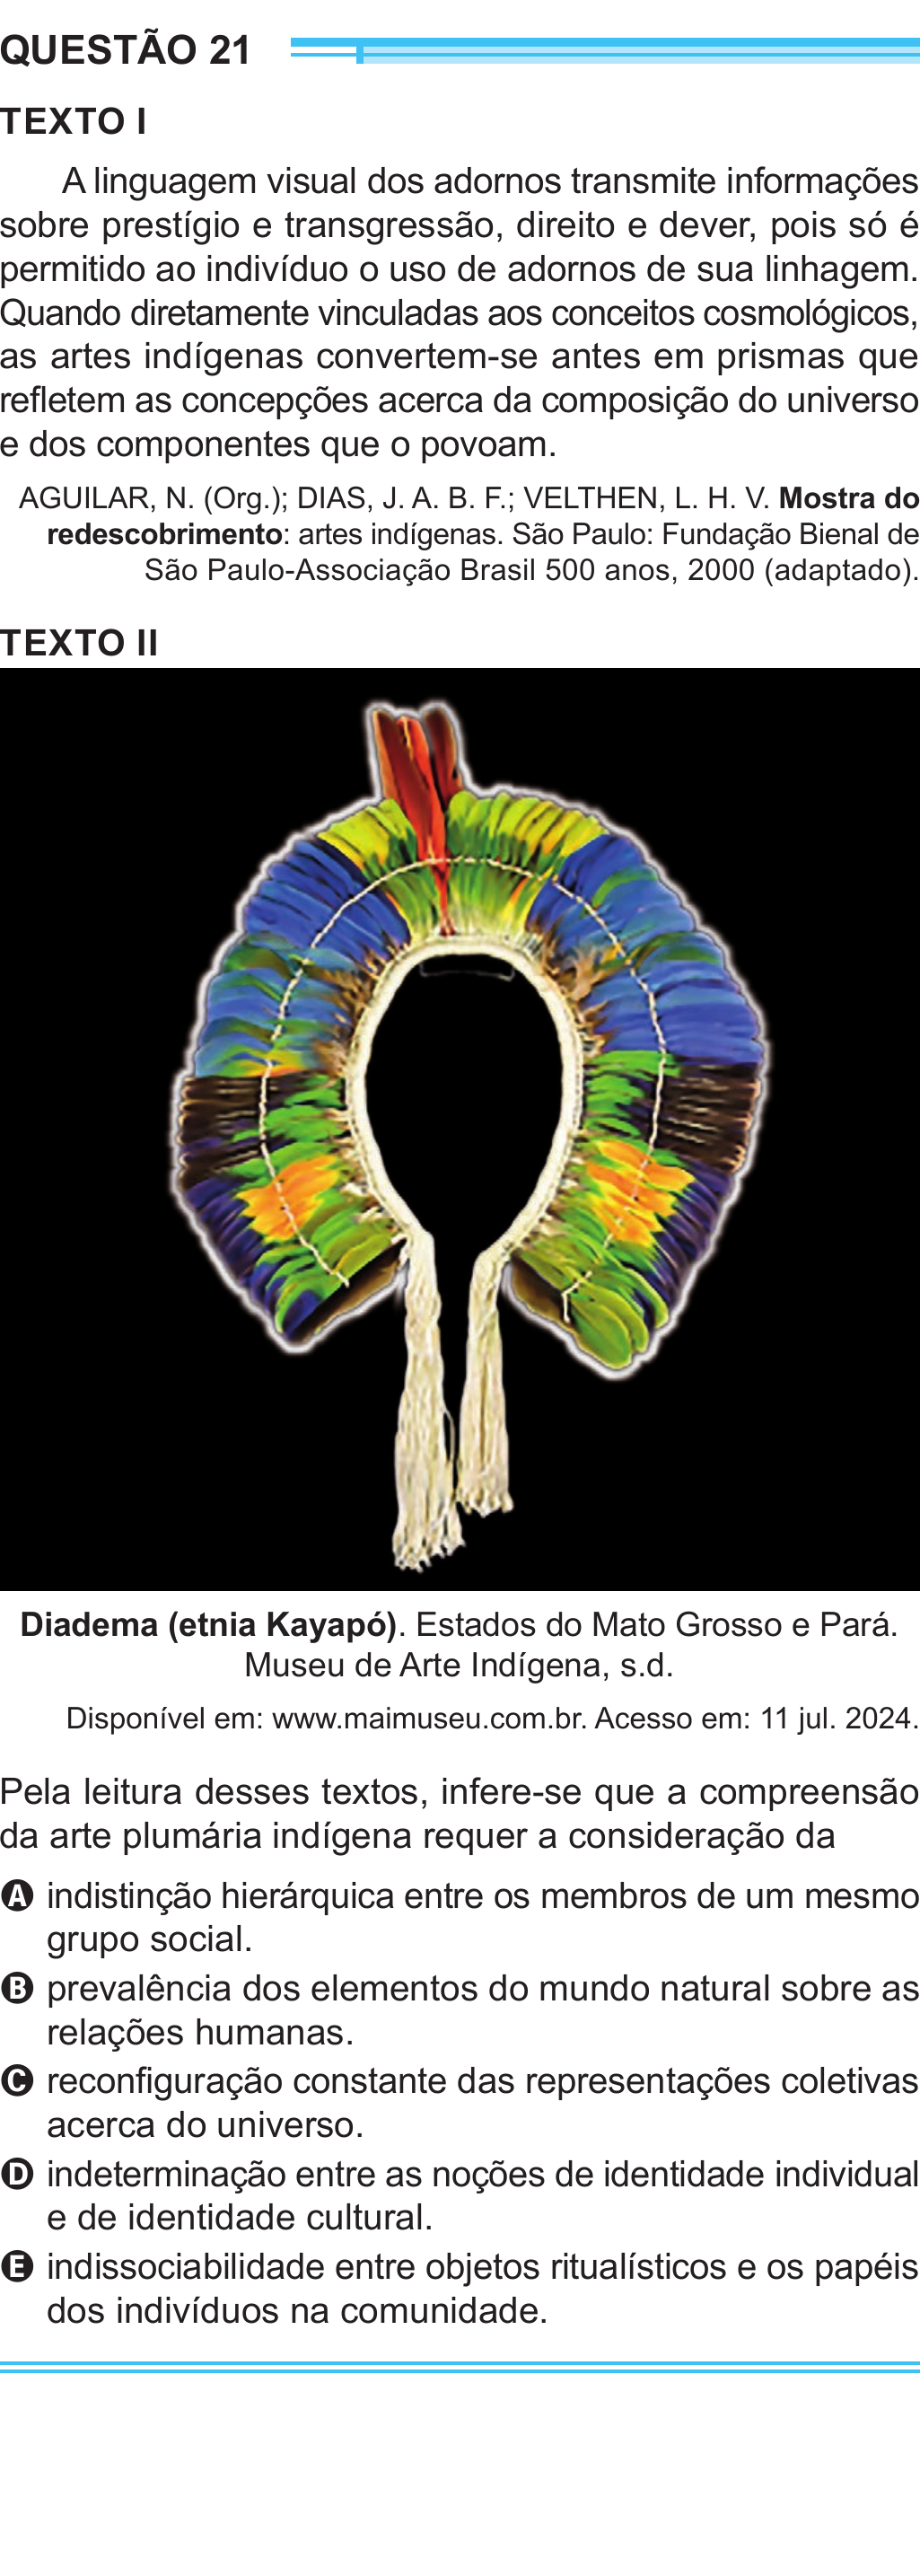 QUESTÃO 21
TEXTO I
A linguagem visual dos adornos transmite informações
sobre prestígio e transgressão, direito e dever, pois só é
permitido ao indivíduo o uso de adornos de sua linhagem.
Quando diretamente vinculadas aos conceitos cosmológicos,
as artes indígenas convertem-se antes em prismas que
refletem as concepções acerca da composição do universo
e dos componentes que o povoam.
AGUILAR, N. (Org.); DIAS, J. A. B. F.; VELTHEN, L. H. V. Mostra do
redescobrimento: artes indígenas. São Paulo: Fundação Bienal de
São Paulo-Associação Brasil 500 anos, 2000 (adaptado).
TEXTO II
Diadema (etnia Kayapó). Estados do Mato Grosso e Pará.
Museu de Arte Indígena, s.d.
Disponível em: www.maimuseu.com.br. Acesso em: 11 jul. 2024.
Pela leitura desses textos, infere-se que a compreensão
da arte plumária indígena requer a consideração da
A indistinção hierárquica entre os membros de um mesmo
grupo social.
B prevalência dos elementos do mundo natural sobre as
relações humanas.
C reconfiguração constante das representações coletivas
acerca do universo.
D indeterminação entre as noções de identidade individual
e de identidade cultural.
E indissociabilidade entre objetos ritualísticos e os papéis
dos indivíduos na comunidade.